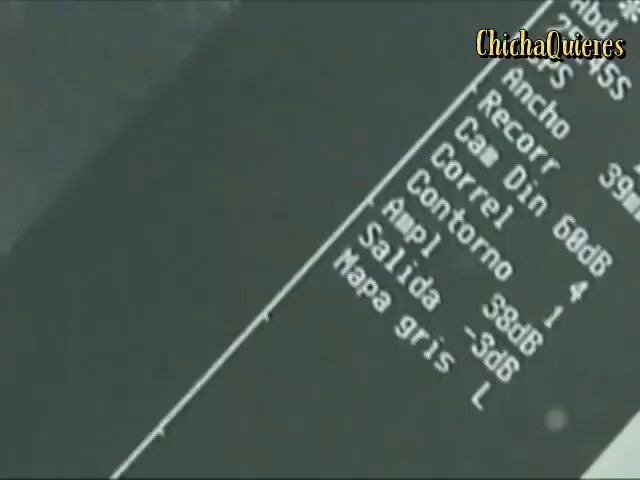 ChichaQuieres
Abd
Ancho
Recorr
Cam Din 60dB
Correl 4
Contorno 1
Ampl 38dB
Salida -3dB
Mapa gris L